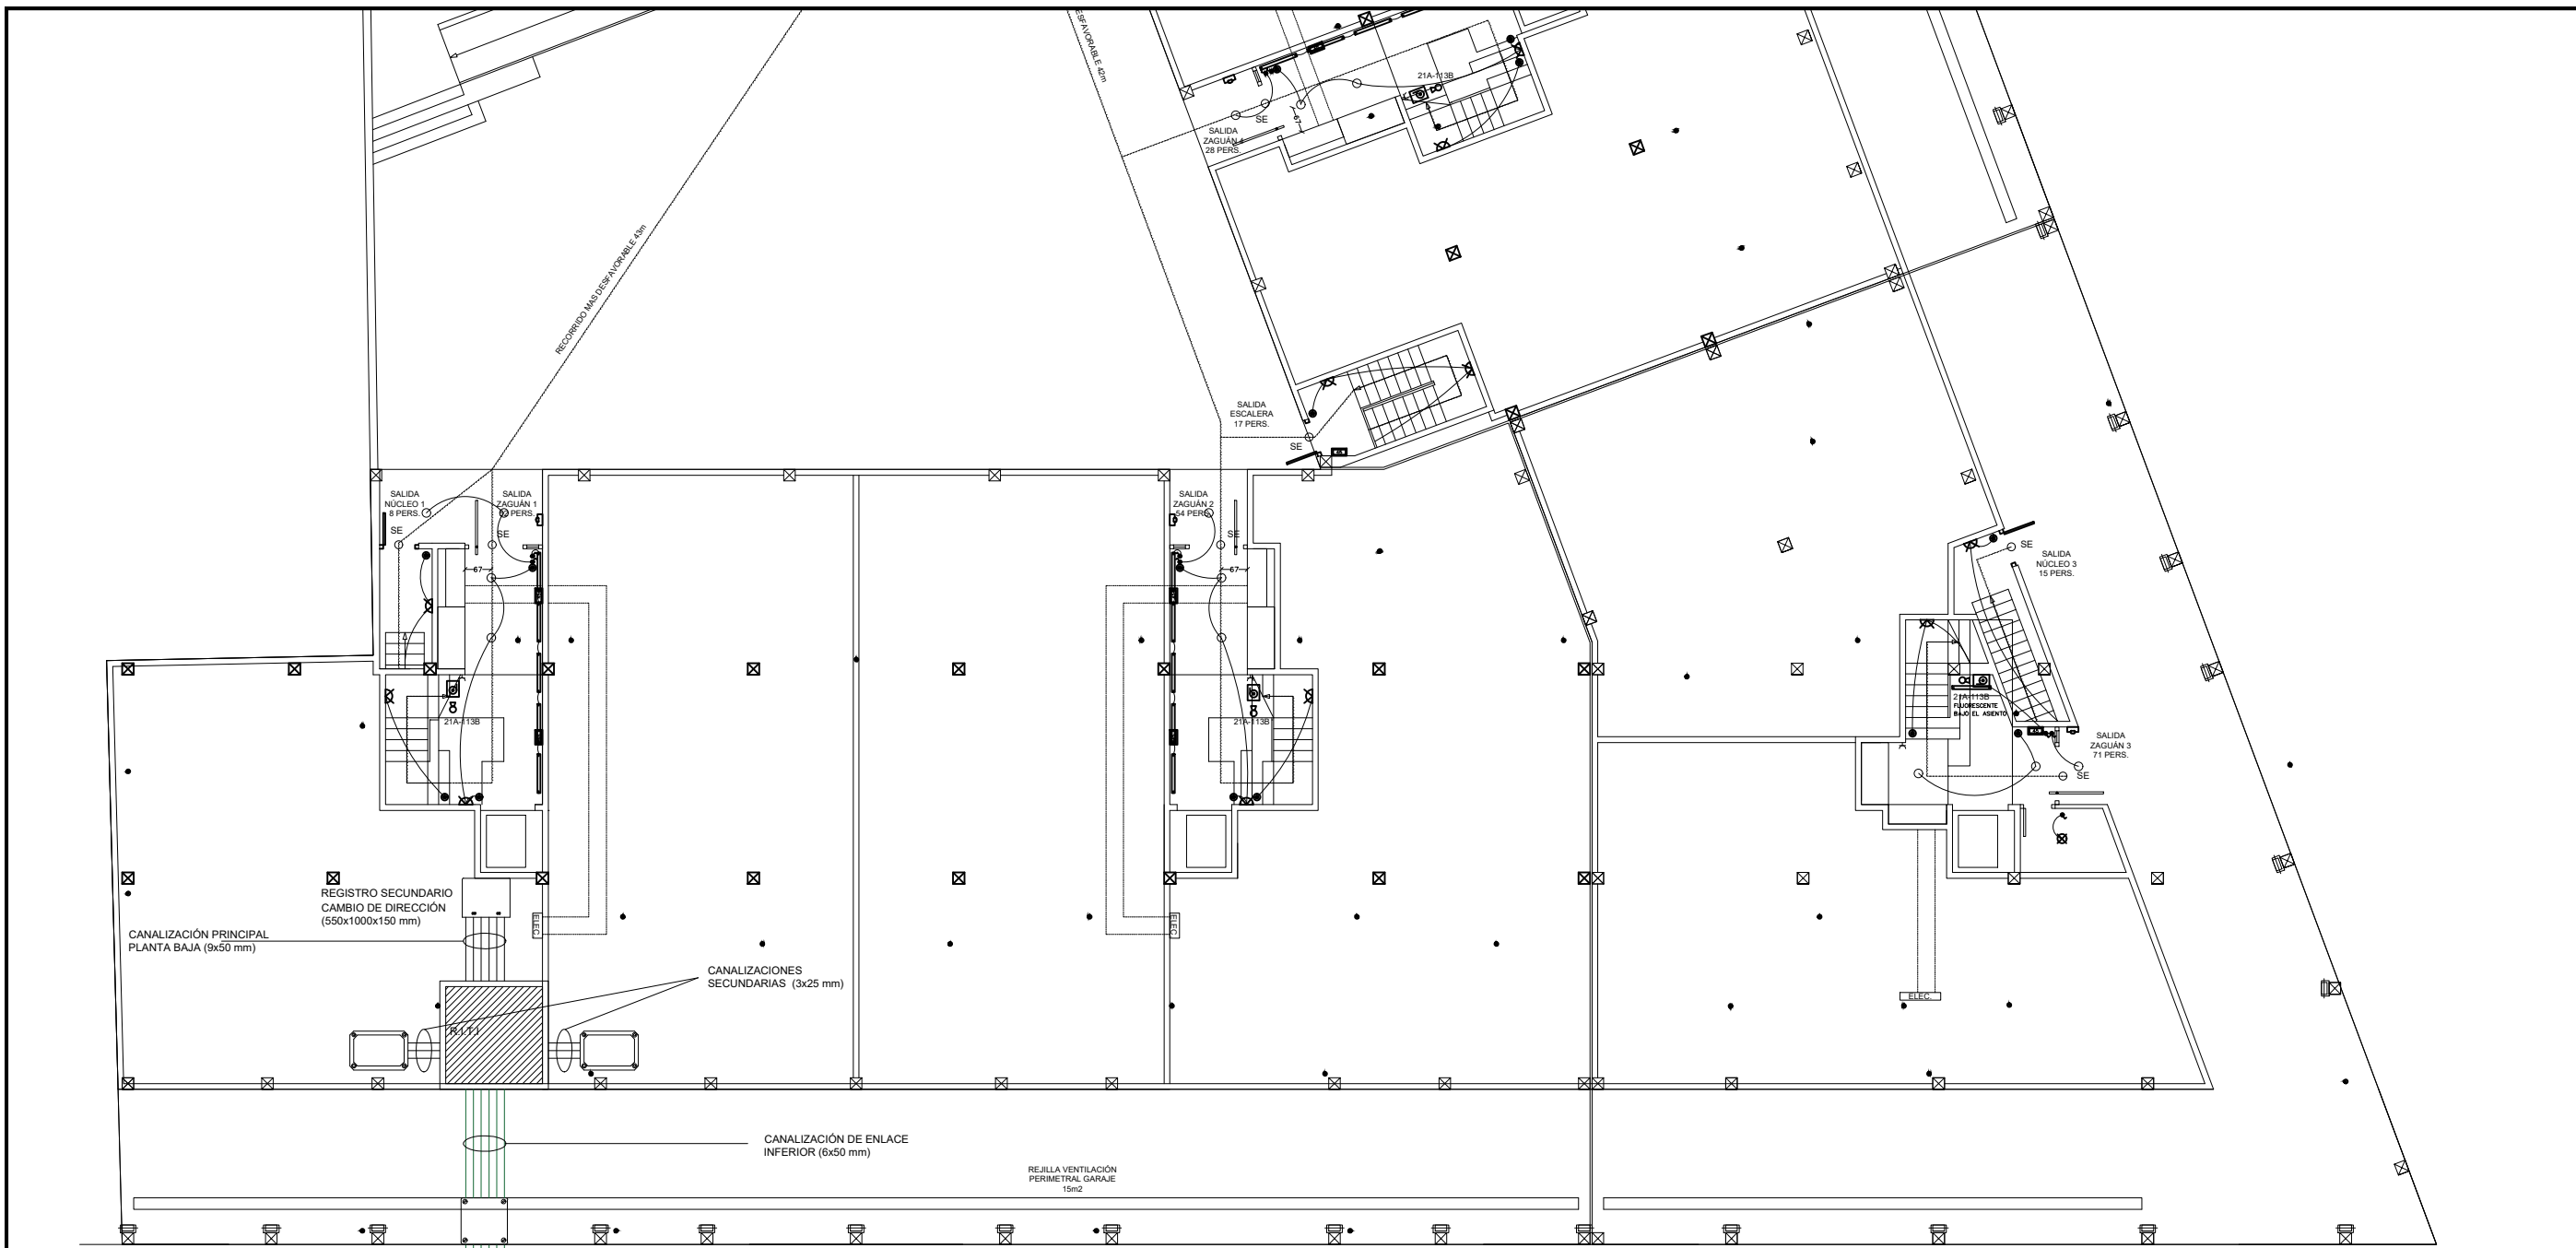 ESFAVORABLE 42m
21A-113B
SE
SALIDA
ZAGUÁN 4
28 PERS.
67
RECORRIDO MAS DESFAVORABLE 43m
SALIDA
ESCALERA
17 PERS.
SE
SALIDA
NÚCLEO 1
8 PERS.
SE
SALIDA
ZAGUÁN 1
PERS.
SE
67
SALIDA
ZAGUÁN 2
54 PERS.
SE
67
SE
SALIDA
NÚCLEO 3
15 PERS.
21A-113B
21A-113B
21A-113B
FLUORESCENTE
BAJO EL ASIENTO
SALIDA
ZAGUÁN 3
71 PERS.
SE
REGISTRO SECUNDARIO
CAMBIO DE DIRECCIÓN
(550x1000x150 mm)
ELEC
ELEC
CANALIZACIÓN PRINCIPAL
PLANTA BAJA (9x50 mm)
CANALIZACIONES
SECUNDARIAS (3x25 mm)
ELEC.
R.I.T.I
CANALIZACIÓN DE ENLACE
INFERIOR (6x50 mm)
REJILLA VENTILACIÓN
PERIMETRAL GARAJE
15m2